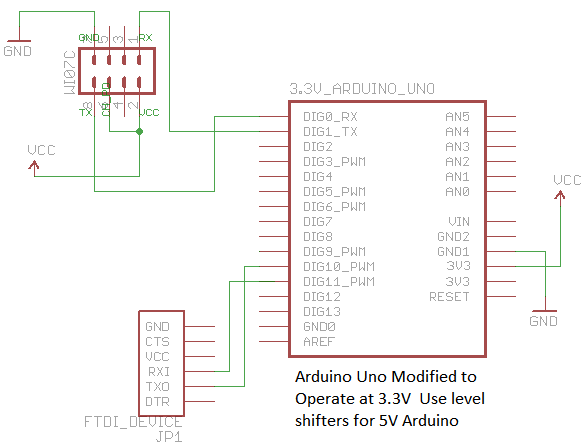 GND
RX
7
5
3
1
WI07C
8
6
4
2
TX
CH_PD
VCC
VCC
3.3V_ARDUINO_UNO
DIG0_RX AN5
DIG1_TX AN4
DIG2 AN3
DIG3_PWM AN2
DIG4 AN1
DIG5_PWM AN0
DIG6_PWM
DIG7 VIN
DIG8 GND2
DIG9_PWM GND1
DIG10_PWM 3V3
DIG11_PWM 3V3
DIG12 RESET
DIG13
GND0
AREF
GND
VCC
GND
GND
CTS
VCC
RXI
TXO
DTR
FTDI_DEVICE
JP1
Arduino Uno Modified to
Operate at 3.3V Use level
shifters for 5V Arduino